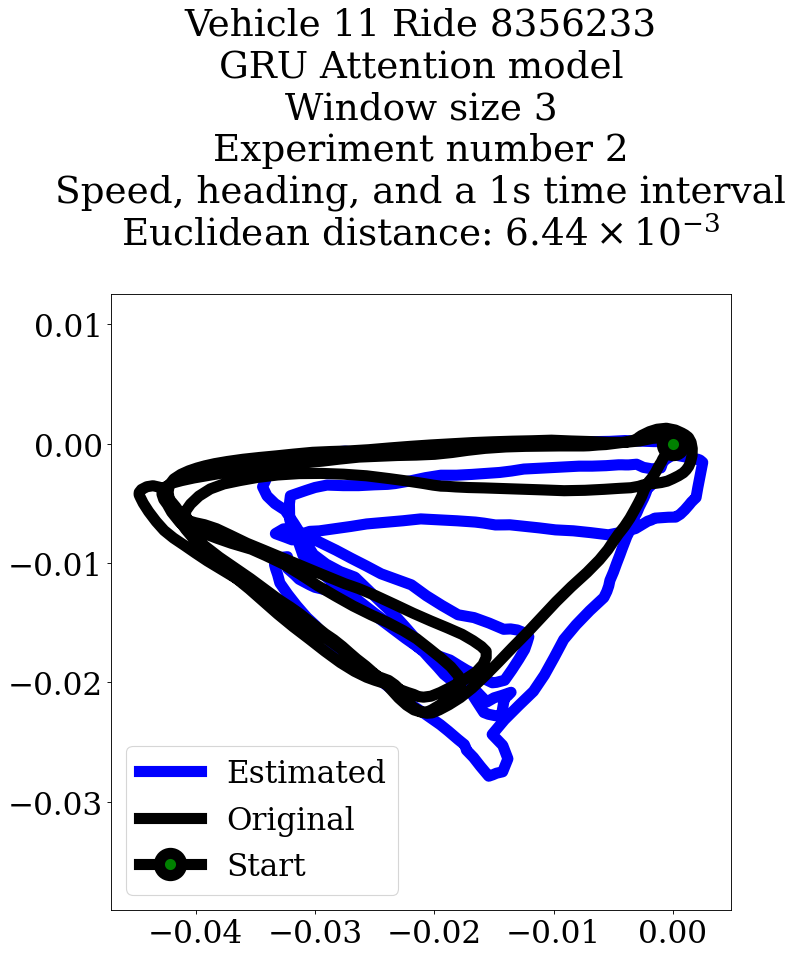 Vehicle 11 Ride 8356233
GRU Attention model
Window size 3
Experiment number 2
Speed, heading, and a 1s time interval
Euclidean distance: 6.44 × 10⁻³
0.01
0.00
−0.01
−0.02
−0.03
Estimated
Original
Start
−0.04 −0.03 −0.02 −0.01 0.00